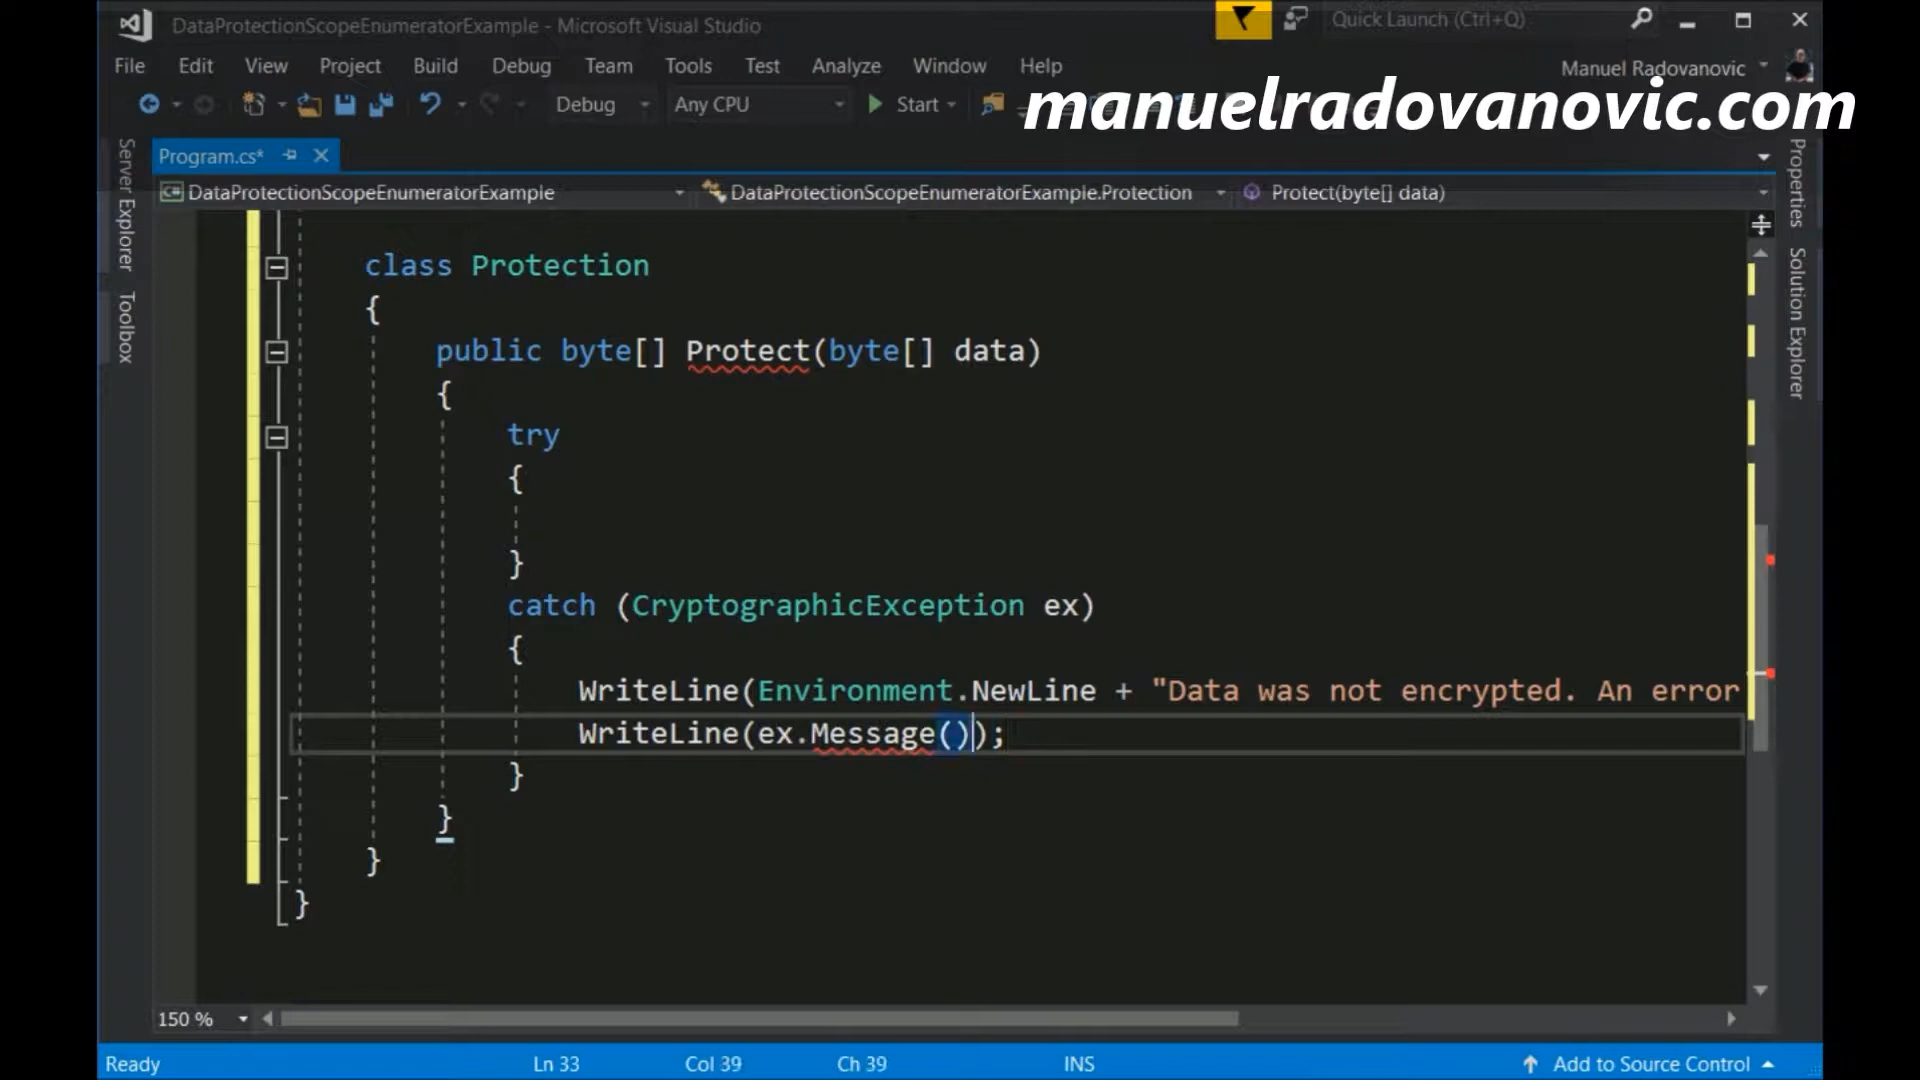 DataProtectionScopeEnumeratorExample - Microsoft Visual Studio
Quick Launch (Ctrl+Q)
File Edit View Project Build Debug Team Tools Test Analyze Window Help
Manuel Radovanovic
Debug Any CPU Start
manuelradovanovic.com
Server Explorer
Toolbox
Program.cs*
Properties
Solution Explorer
DataProtectionScopeEnumeratorExample
DataProtectionScopeEnumeratorExample.Protection
Protect(byte[] data)
class Protection
{
public byte[] Protect(byte[] data)
{
try
{
}
catch (CryptographicException ex)
{
WriteLine(Environment.NewLine + "Data was not encrypted. An error
WriteLine(ex.Message());
}
}
}
}
150 %
Ready Ln 33 Col 39 Ch 39 INS Add to Source Control